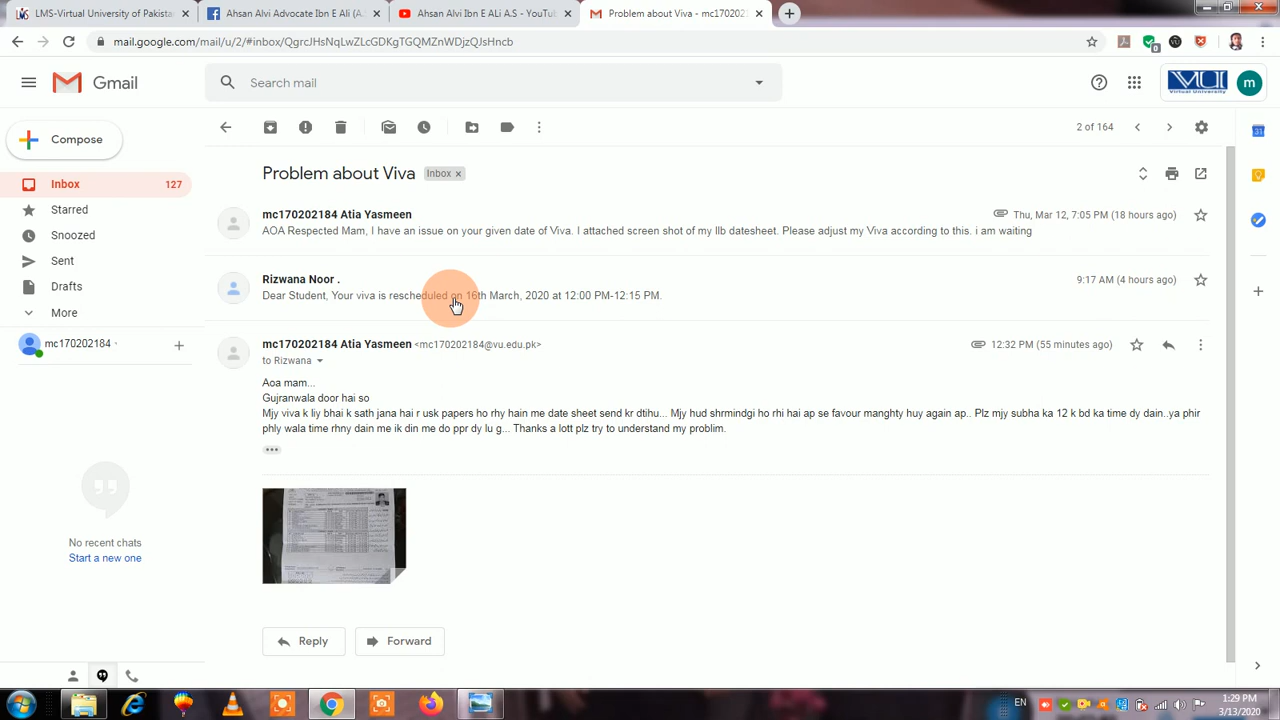 LMS-Virtual University of Pakistan
Ahsan Alvi Advocate Ibn E Ali (A
Ahsan Alvi Ibn E ALi
Problem about Viva - mc170202
mail.google.com/mail/u/2/#inbox/QgrcJHsNqLwZLcGDKgTGQMZnWDjzQJsHncb
Gmail
Search mail
VU
Virtual University
m
Compose
2 of 164
31
Inbox 127
Problem about Viva Inbox ×
Starred
Snoozed
Sent
Drafts
More
mc170202184
mc170202184 Atia Yasmeen Thu, Mar 12, 7:05 PM (18 hours ago)
AOA Respected Mam, I have an issue on your given date of Viva. I attached screen shot of my llb datesheet. Please adjust my Viva according to this. i am waiting
Rizwana Noor . 9:17 AM (4 hours ago)
Dear Student, Your viva is rescheduled on 16th March, 2020 at 12:00 PM-12:15 PM.
mc170202184 Atia Yasmeen <mc170202184@vu.edu.pk> 12:32 PM (55 minutes ago)
to Rizwana
Aoa mam...
Gujranwala door hai so
Mjy viva k liy bhai k sath jana hai r usk papers ho rhy hain me date sheet send kr dtihu... Mjy hud shrmindgi ho rhi hai ap se favour manghty huy again ap.. Plz mjy subha ka 12 k bd ka time dy dain..ya phir
phly wala time rhny dain me ik din me do ppr dy lu g... Thanks a lott plz try to understand my problim.
No recent chats
Start a new one
Reply
Forward
EN
1:29 PM
3/13/2020